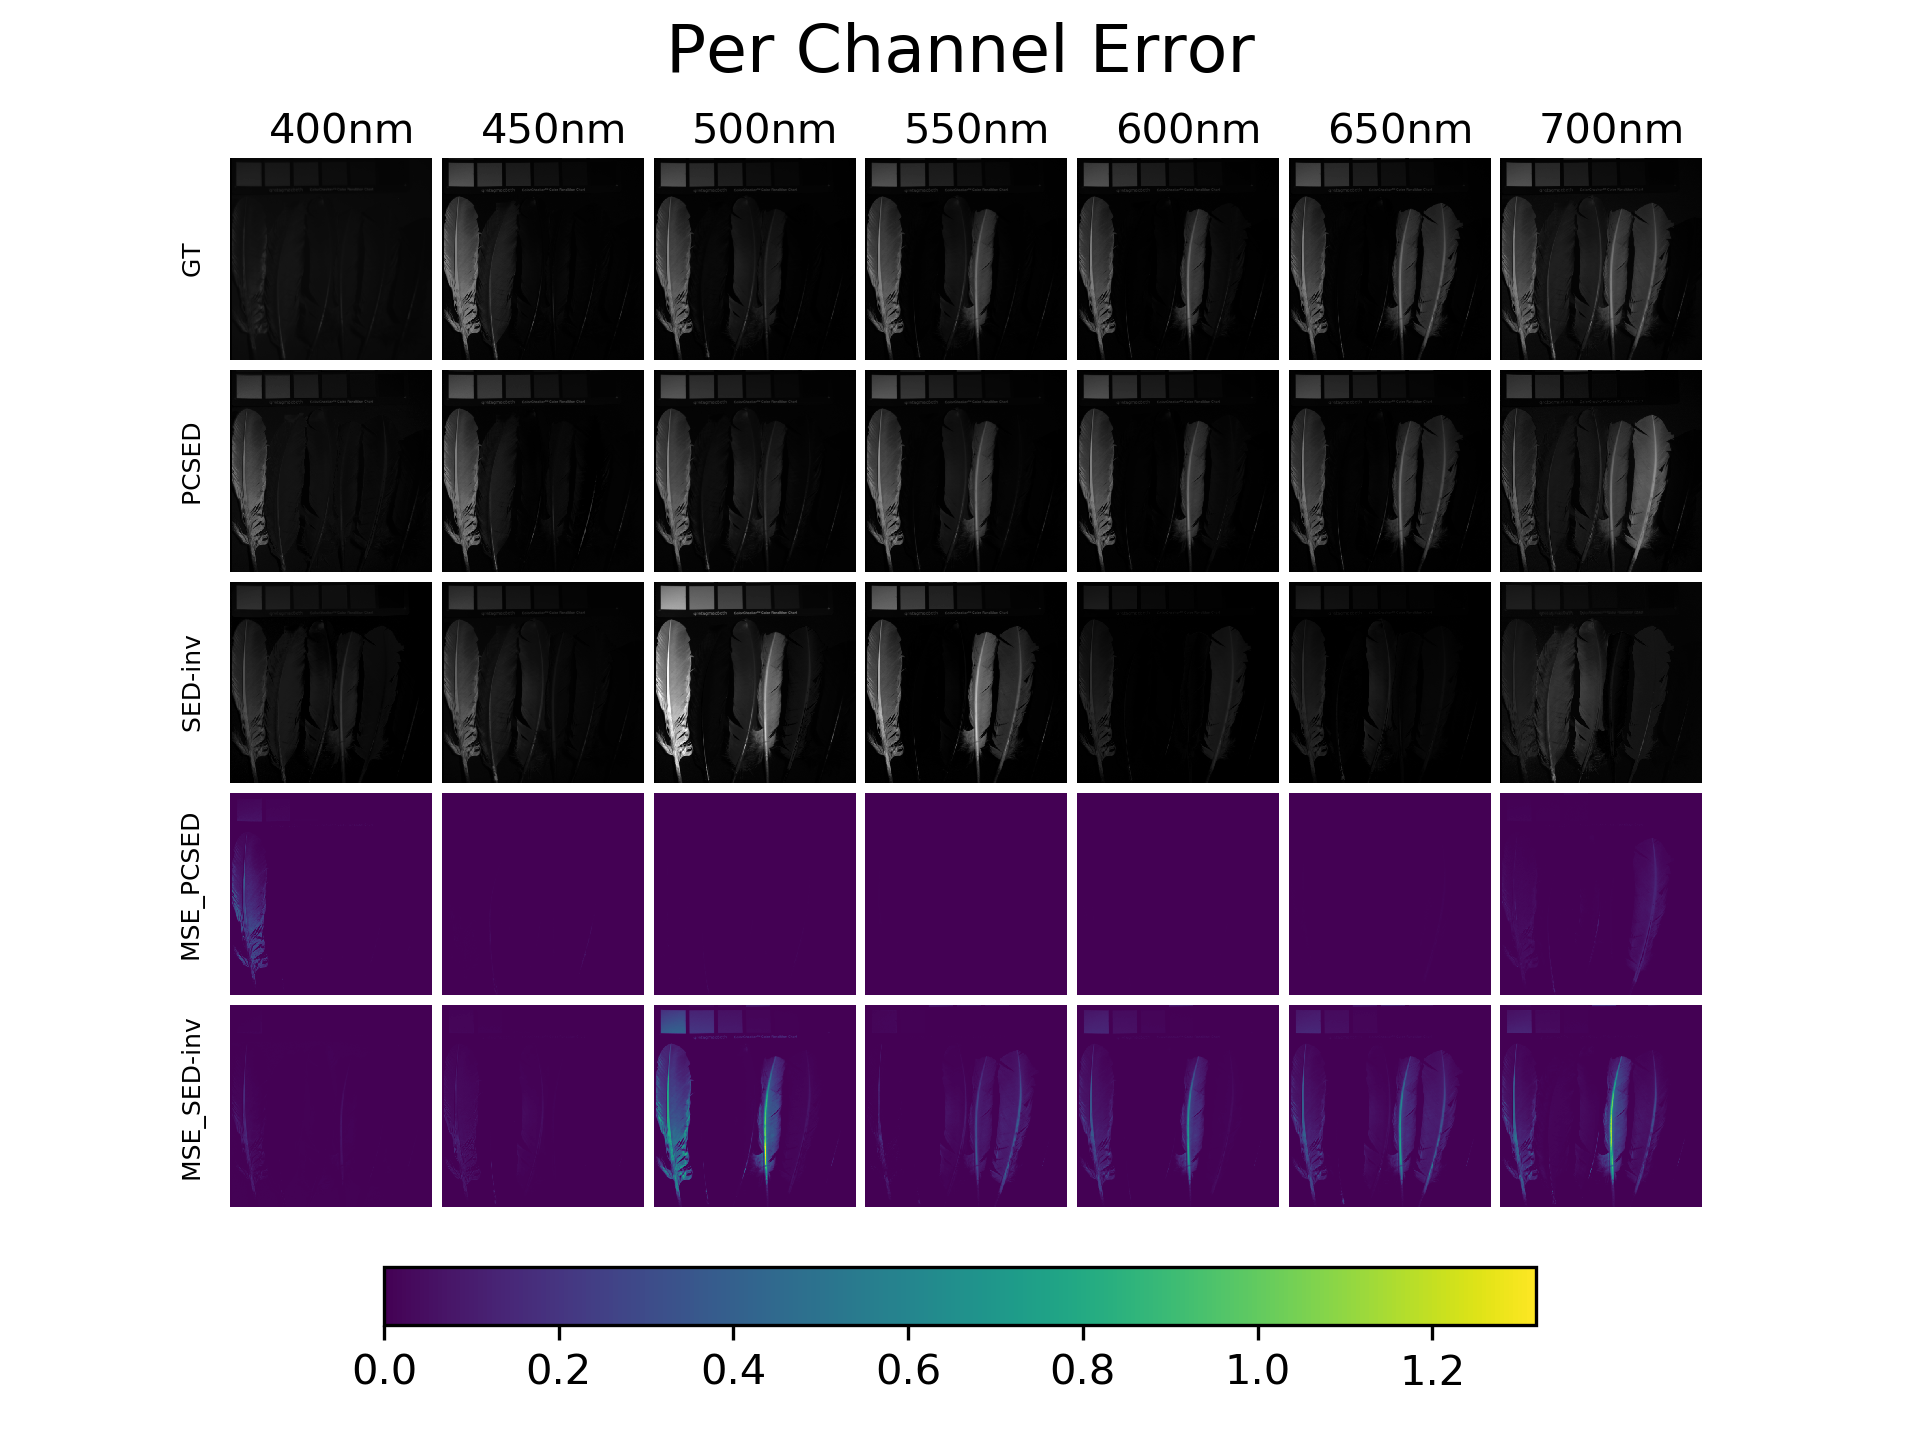 Per Channel Error
400nm 450nm 500nm 550nm 600nm 650nm 700nm
GT
PCSED
SED-inv
MSE_PCSED
MSE_SED-inv
0.0 0.2 0.4 0.6 0.8 1.0 1.2